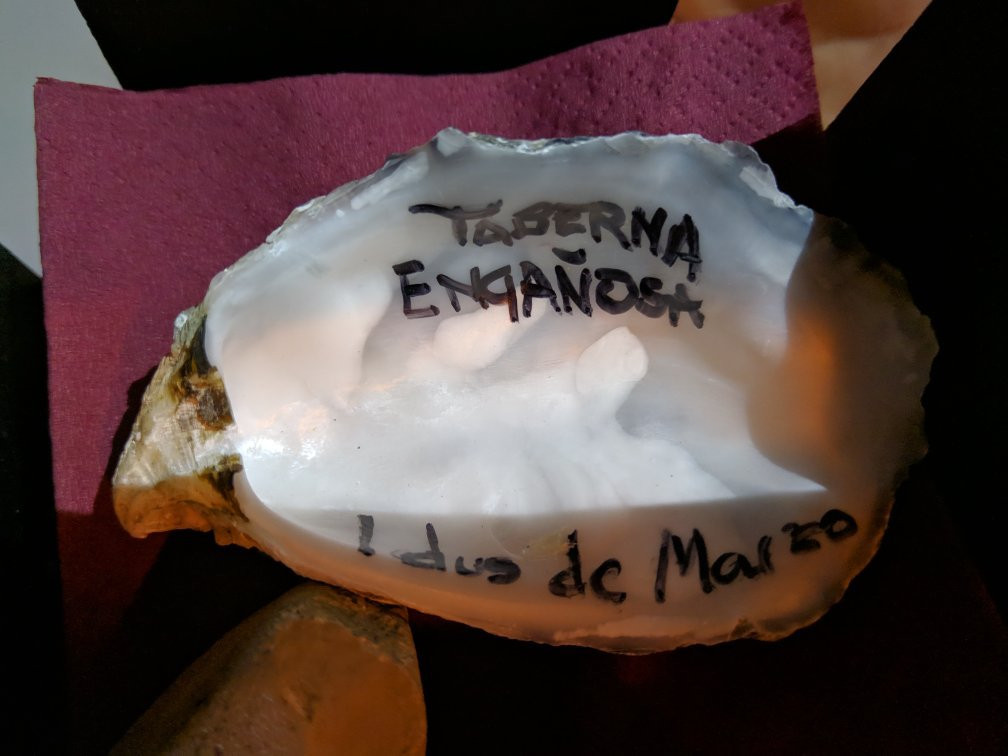 TABERNA
ENGAÑOSA
Idus de Marzo